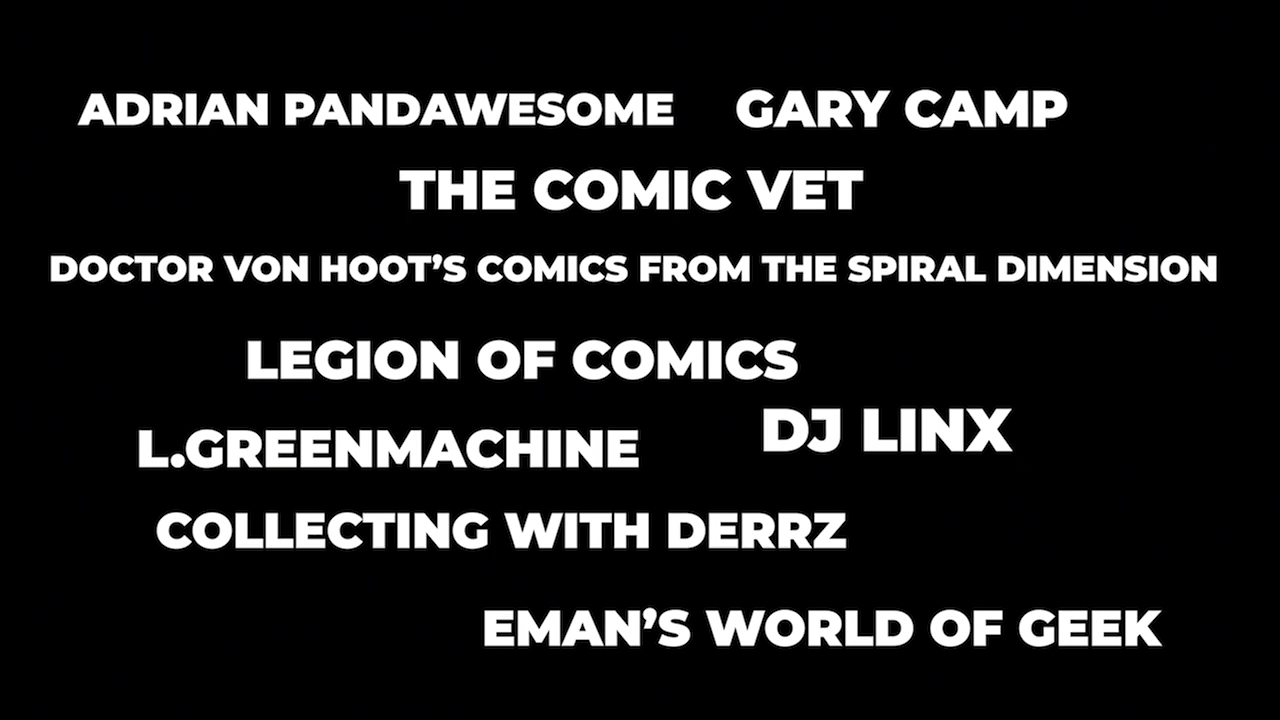 ADRIAN PANDAWESOME
GARY CAMP
THE COMIC VET
DOCTOR VON HOOT’S COMICS FROM THE SPIRAL DIMENSION
LEGION OF COMICS
DJ LINX
L.GREENMACHINE
COLLECTING WITH DERRZ
EMAN’S WORLD OF GEEK